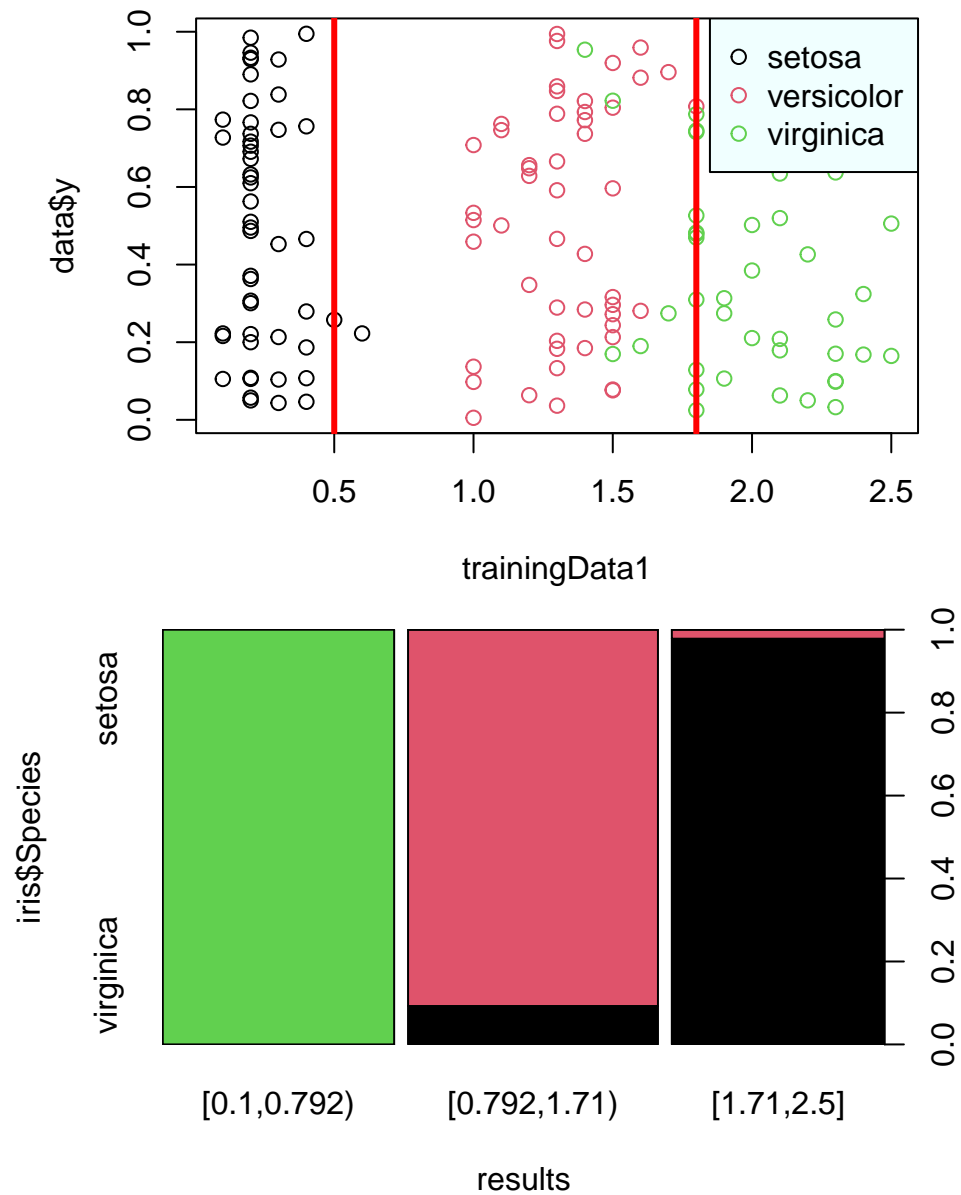 data$y
0.0 0.2 0.4 0.6 0.8 1.0
setosa
versicolor
virginica
0.5 1.0 1.5 2.0 2.5
trainingData1
iris$Species
virginica setosa
0.0 0.2 0.4 0.6 0.8 1.0
[0.1,0.792) [0.792,1.71) [1.71,2.5]
results